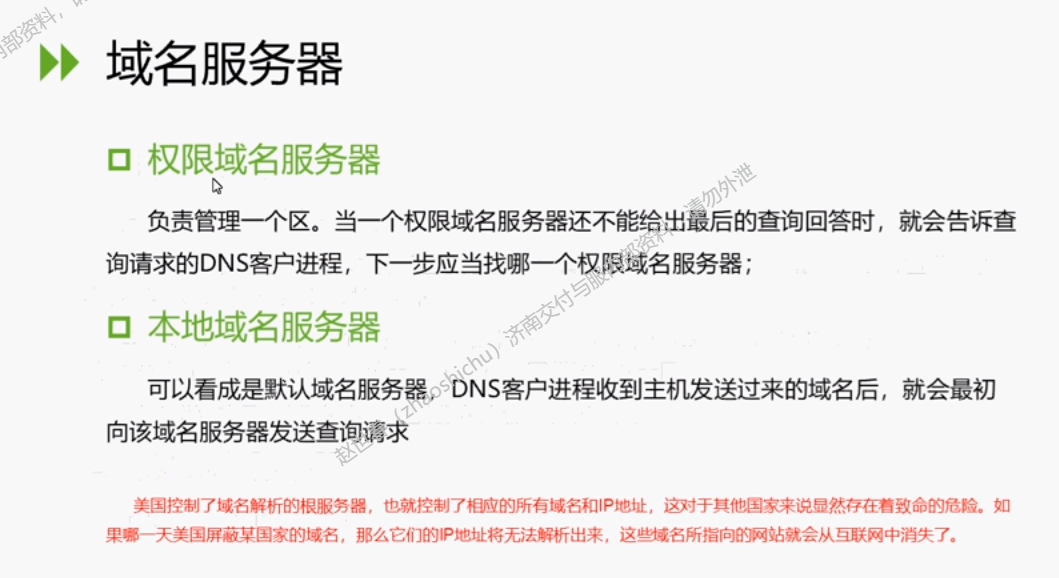 域名服务器
权限域名服务器
负责管理一个区。当一个权限域名服务器还不能给出最后的查询回答时，就会告诉查
询请求的DNS客户进程，下一步应当找哪一个权限域名服务器；
本地域名服务器
可以看成是默认域名服务器。DNS客户进程收到主机发送过来的域名后，就会最初
向该域名服务器发送查询请求
美国控制了域名解析的根服务器，也就控制了相应的所有域名和IP地址，这对于其他国家来说显然存在着致命的危险。如
果哪一天美国屏蔽某国家的域名，那么它们的IP地址将无法解析出来，这些域名所指向的网站就会从互联网中消失了。
内部资料，
（zhaoshichu）济南交付与服务部资料，请勿外泄